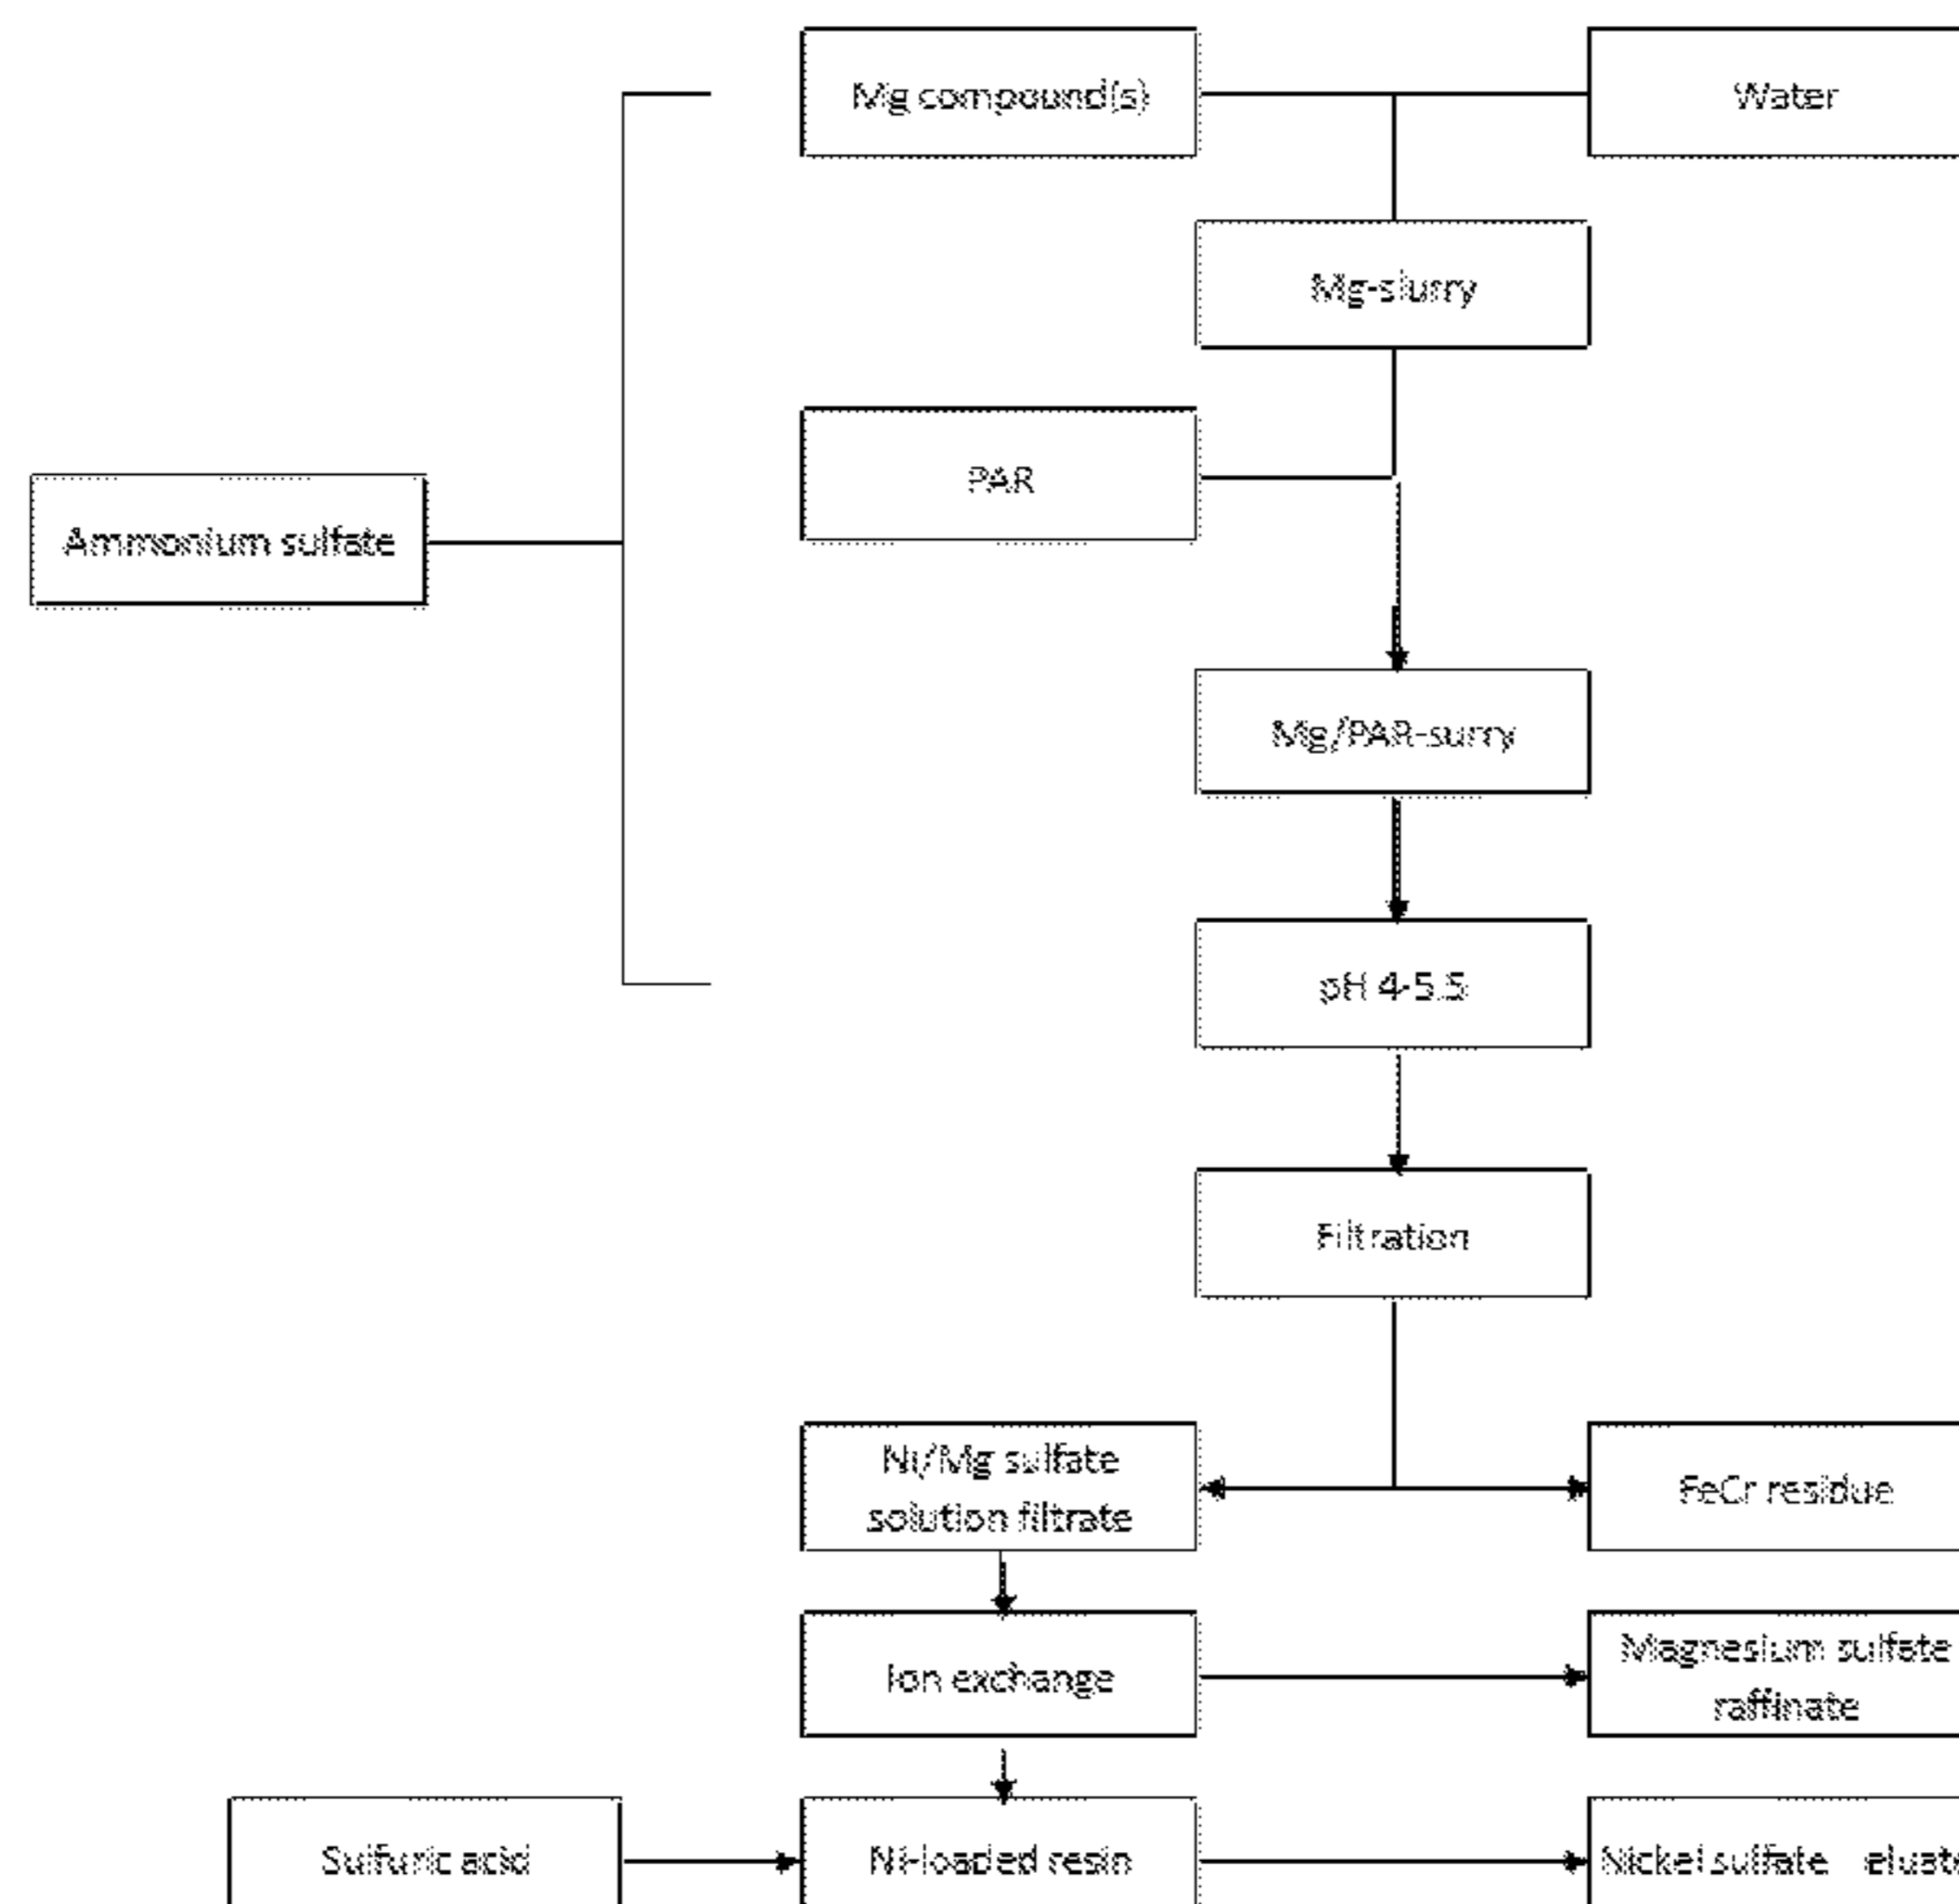 Mg compound(s)
Water
Mg-slurry
PAR
Ammonium sulfate
Mg/PAR-surry
pH 4-5.5
Filtration
Ni/Mg sulfate
solution filtrate
FeCr residue
Ion exchange
Magnesium sulfate
raffinate
Sulfuric acid
Ni-loaded resin
Nickel sulfate eluate